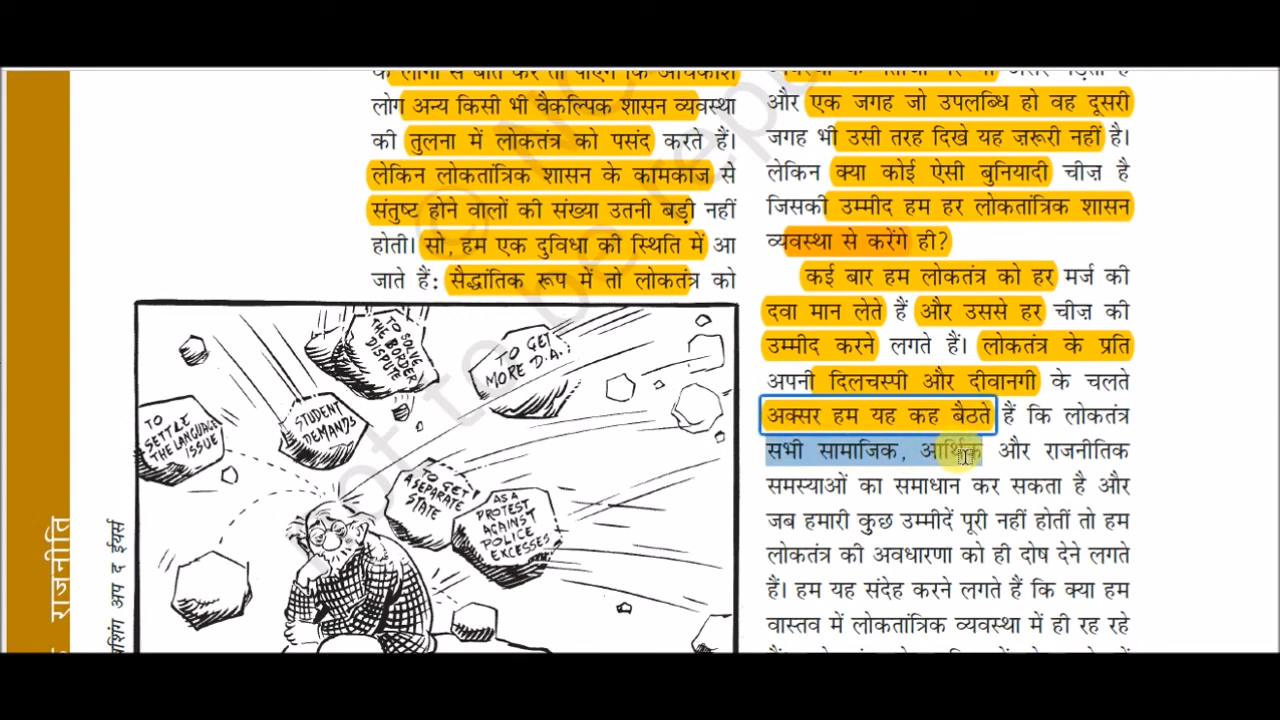 के लोगों से बात करें तो पाएंगे कि अधिकांश
लोग अन्य किसी भी वैकल्पिक शासन व्यवस्था
की तुलना में लोकतंत्र को पसंद करते हैं।
लेकिन लोकतांत्रिक शासन के कामकाज से
संतुष्ट होने वालों की संख्या उतनी बड़ी नहीं
होती। सो, हम एक दुविधा की स्थिति में आ
जाते हैं: सैद्धांतिक रूप में तो लोकतंत्र को
TO SETTLE THE LANGUAGE ISSUE
STUDENT DEMANDS
TO SOLVE THE BORDER DISPUTE
TO GET MORE D.A.
TO GET A SEPARATE STATE
AS A PROTEST AGAINST POLICE EXCESSES
राजनीति
और एक जगह जो उपलब्धि हो वह दूसरी
जगह भी उसी तरह दिखे यह ज़रूरी नहीं है।
लेकिन क्या कोई ऐसी बुनियादी चीज़ है
जिसकी उम्मीद हम हर लोकतांत्रिक शासन
व्यवस्था से करेंगे ही?
कई बार हम लोकतंत्र को हर मर्ज की
दवा मान लेते हैं और उससे हर चीज़ की
उम्मीद करने लगते हैं। लोकतंत्र के प्रति
अपनी दिलचस्पी और दीवानगी के चलते
अक्सर हम यह कह बैठते हैं कि लोकतंत्र
सभी सामाजिक, आर्थिक और राजनीतिक
समस्याओं का समाधान कर सकता है और
जब हमारी कुछ उम्मीदें पूरी नहीं होतीं तो हम
लोकतंत्र की अवधारणा को ही दोष देने लगते
हैं। हम यह संदेह करने लगते हैं कि क्या हम
वास्तव में लोकतांत्रिक व्यवस्था में ही रह रहे